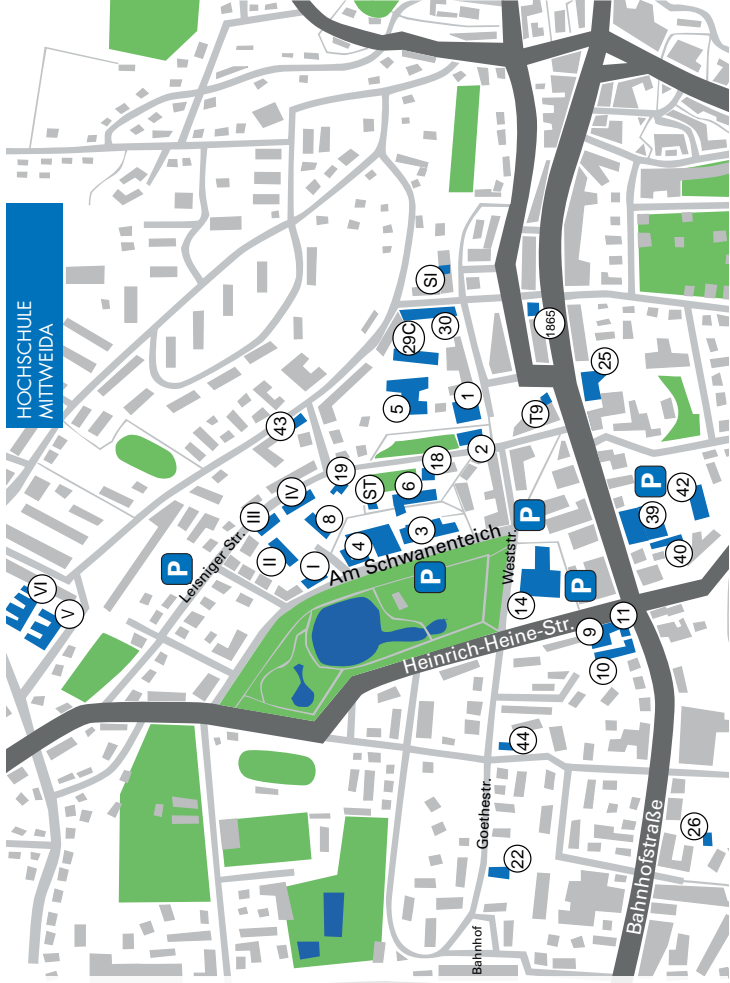 HOCHSCHULE
MITTWEIDA
SI
30
29C
1865
25
5
1
T9
2
43
18
19
6
ST
IV
8
III
3
4
II
I
Leisniger Str.
Am Schwanenteich
Weststr.
P
P
P
P
P
39
42
40
14
9
11
10
VI
V
Heinrich-Heine-Str.
44
Goethestr.
22
26
Bahnhofstraße
Bahnhof